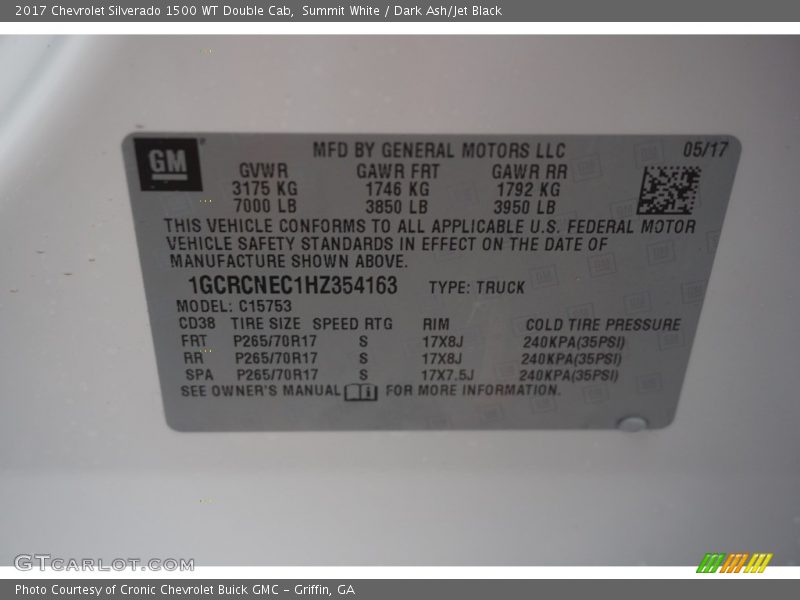 2017 Chevrolet Silverado 1500 WT Double Cab, Summit White / Dark Ash/Jet Black
GM
MFD BY GENERAL MOTORS LLC 05/17
GVWR GAWR FRT GAWR RR
3175 KG 1746 KG 1792 KG
7000 LB 3850 LB 3950 LB
THIS VEHICLE CONFORMS TO ALL APPLICABLE U.S. FEDERAL MOTOR
VEHICLE SAFETY STANDARDS IN EFFECT ON THE DATE OF
MANUFACTURE SHOWN ABOVE.
1GCRCNEC1HZ354163 TYPE: TRUCK
MODEL: C15753
CD38 TIRE SIZE SPEED RTG RIM COLD TIRE PRESSURE
FRT P265/70R17 S 17X8J 240KPA(35PSI)
RR P265/70R17 S 17X8J 240KPA(35PSI)
SPA P265/70R17 S 17X7.5J 240KPA(35PSI)
SEE OWNER'S MANUAL FOR MORE INFORMATION.
GTCARLOT.COM
Photo Courtesy of Cronic Chevrolet Buick GMC - Griffin, GA